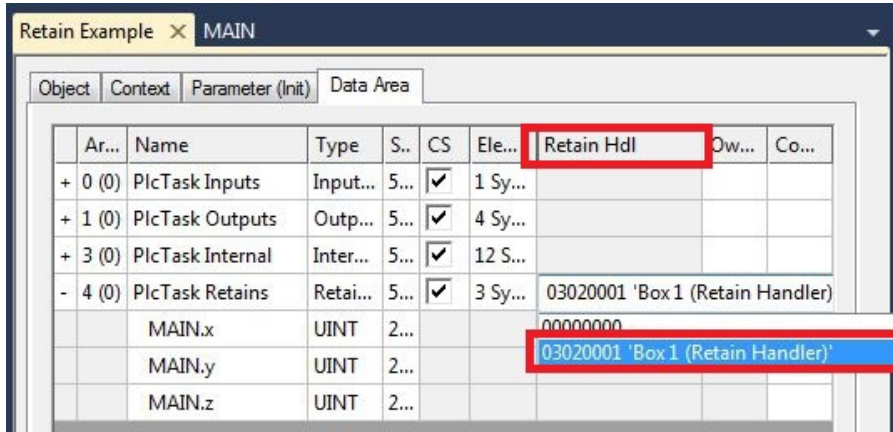 Retain Example MAIN
Object Context Parameter (Init) Data Area
Ar... Name Type S.. CS Ele... Retain Hdl Ow... Co...
+ 0 (0) PlcTask Inputs Input... 5... 1 Sy...
+ 1 (0) PlcTask Outputs Outp... 5... 4 Sy...
+ 3 (0) PlcTask Internal Inter... 5... 12 S...
- 4 (0) PlcTask Retains Retai... 5... 3 Sy... 03020001 'Box 1 (Retain Handler)
MAIN.x UINT 2... 00000000
03020001 'Box 1 (Retain Handler)'
MAIN.y UINT 2...
MAIN.z UINT 2...